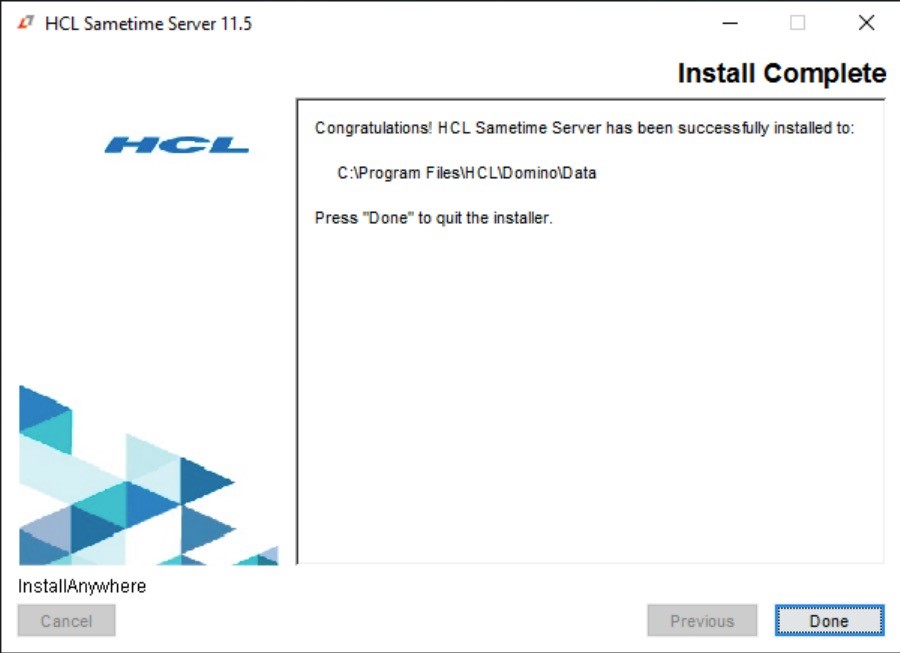 HCL Sametime Server 11.5
Install Complete
HCL
Congratulations! HCL Sametime Server has been successfully installed to:
C:\Program Files\HCL\Domino\Data
Press "Done" to quit the installer.
InstallAnywhere
Cancel
Previous
Done